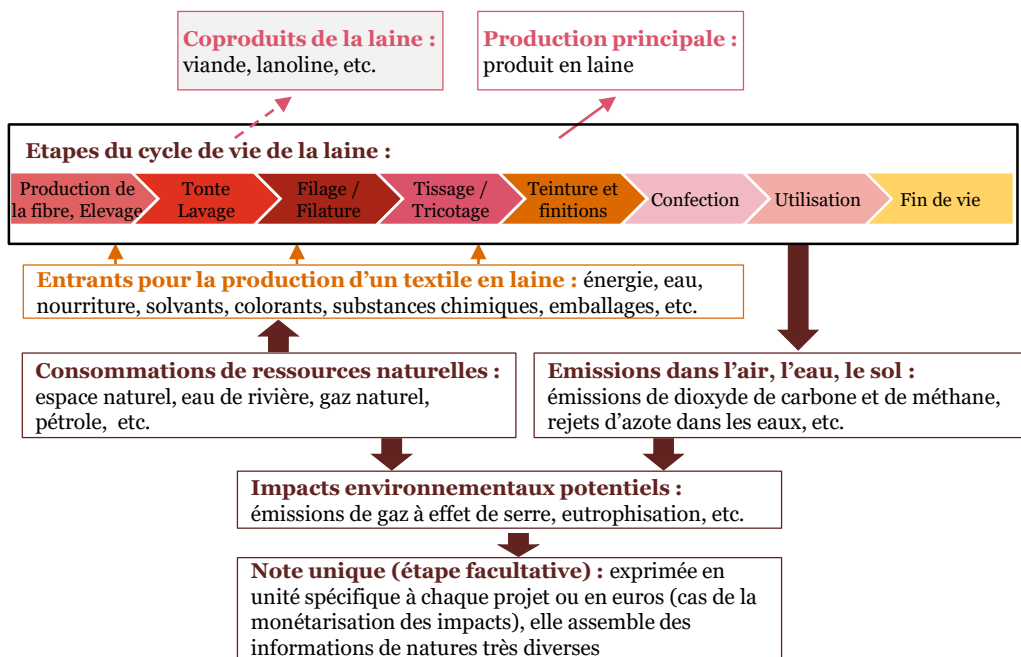 Coproduits de la laine :
viande, lanoline, etc.
Production principale :
produit en laine
Etapes du cycle de vie de la laine :
Production de
la fibre, Elevage
Tonte
Lavage
Filage /
Filature
Tissage /
Tricotage
Teinture et
finitions
Confection
Utilisation
Fin de vie
Entrants pour la production d’un textile en laine : énergie, eau,
nourriture, solvants, colorants, substances chimiques, emballages, etc.
Consommations de ressources naturelles :
espace naturel, eau de rivière, gaz naturel,
pétrole, etc.
Emissions dans l’air, l’eau, le sol :
émissions de dioxyde de carbone et de méthane,
rejets d’azote dans les eaux, etc.
Impacts environnementaux potentiels :
émissions de gaz à effet de serre, eutrophisation, etc.
Note unique (étape facultative) : exprimée en
unité spécifique à chaque projet ou en euros (cas de la
monétarisation des impacts), elle assemble des
informations de natures très diverses